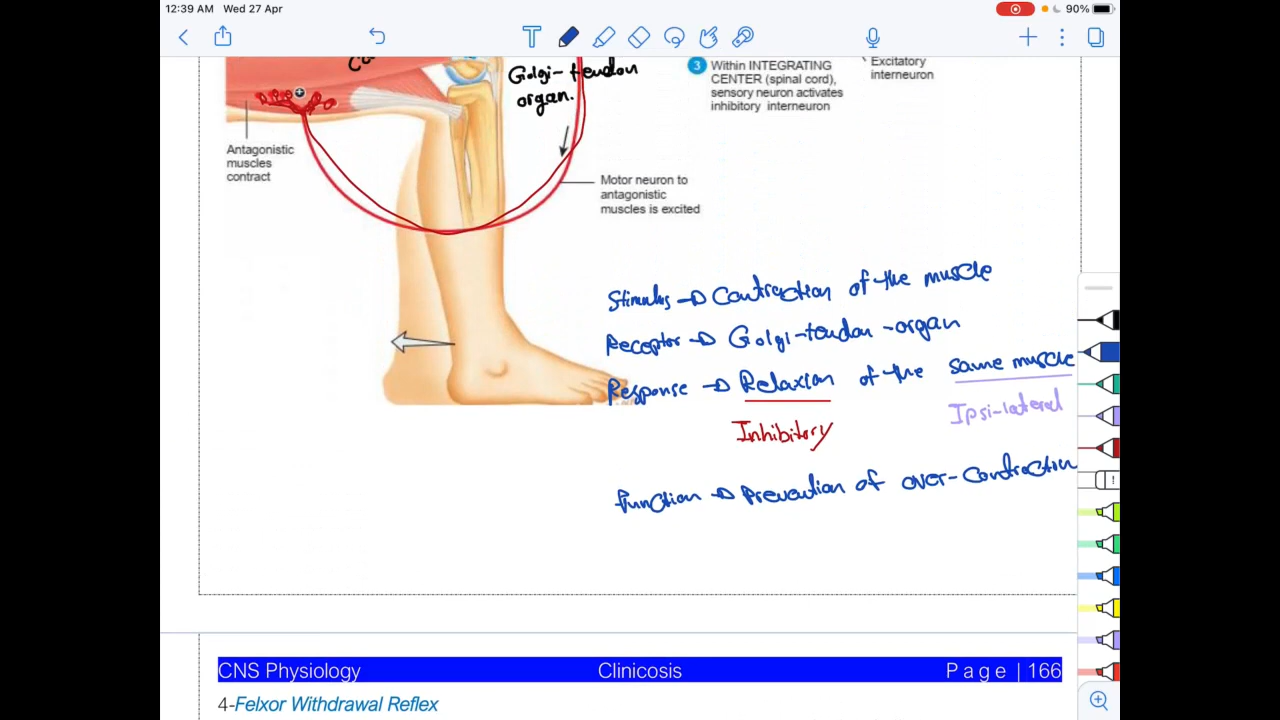 12:39 AM Wed 27 Apr
90%
Golgi-tendon
organ.
3 Within INTEGRATING
CENTER (spinal cord),
sensory neuron activates
inhibitory interneuron
Excitatory
interneuron
Antagonistic
muscles
contract
Motor neuron to
antagonistic
muscles is excited
Stimulus → Contraction of the muscle
Receptor → Golgi-tendon-organ
Response → Relaxion of the same muscle
Inhibitory
Ipsi-lateral
Function → Prevention of over-contraction
CNS Physiology Clinicosis Page | 166
4-Felxor Withdrawal Reflex